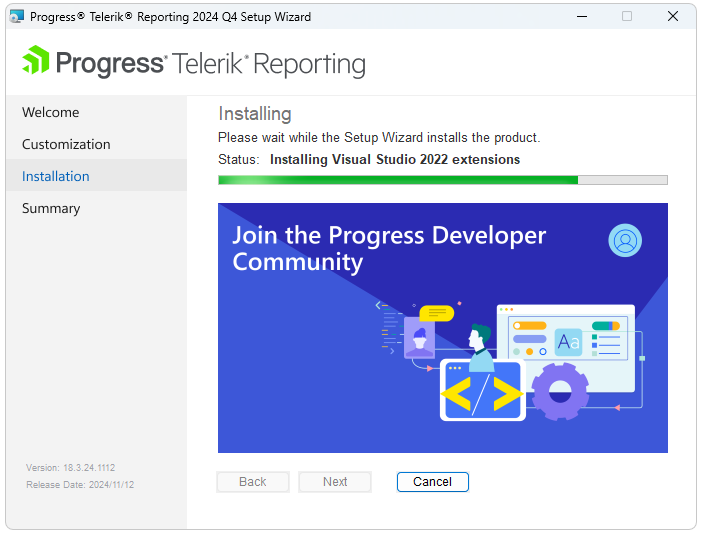 Progress® Telerik® Reporting 2024 Q4 Setup Wizard
Progress® Telerik® Reporting
Welcome
Customization
Installation
Summary
Installing
Please wait while the Setup Wizard installs the product.
Status: Installing Visual Studio 2022 extensions
Join the Progress Developer
Community
Aa
Version: 18.3.24.1112
Release Date: 2024/11/12
Back
Next
Cancel